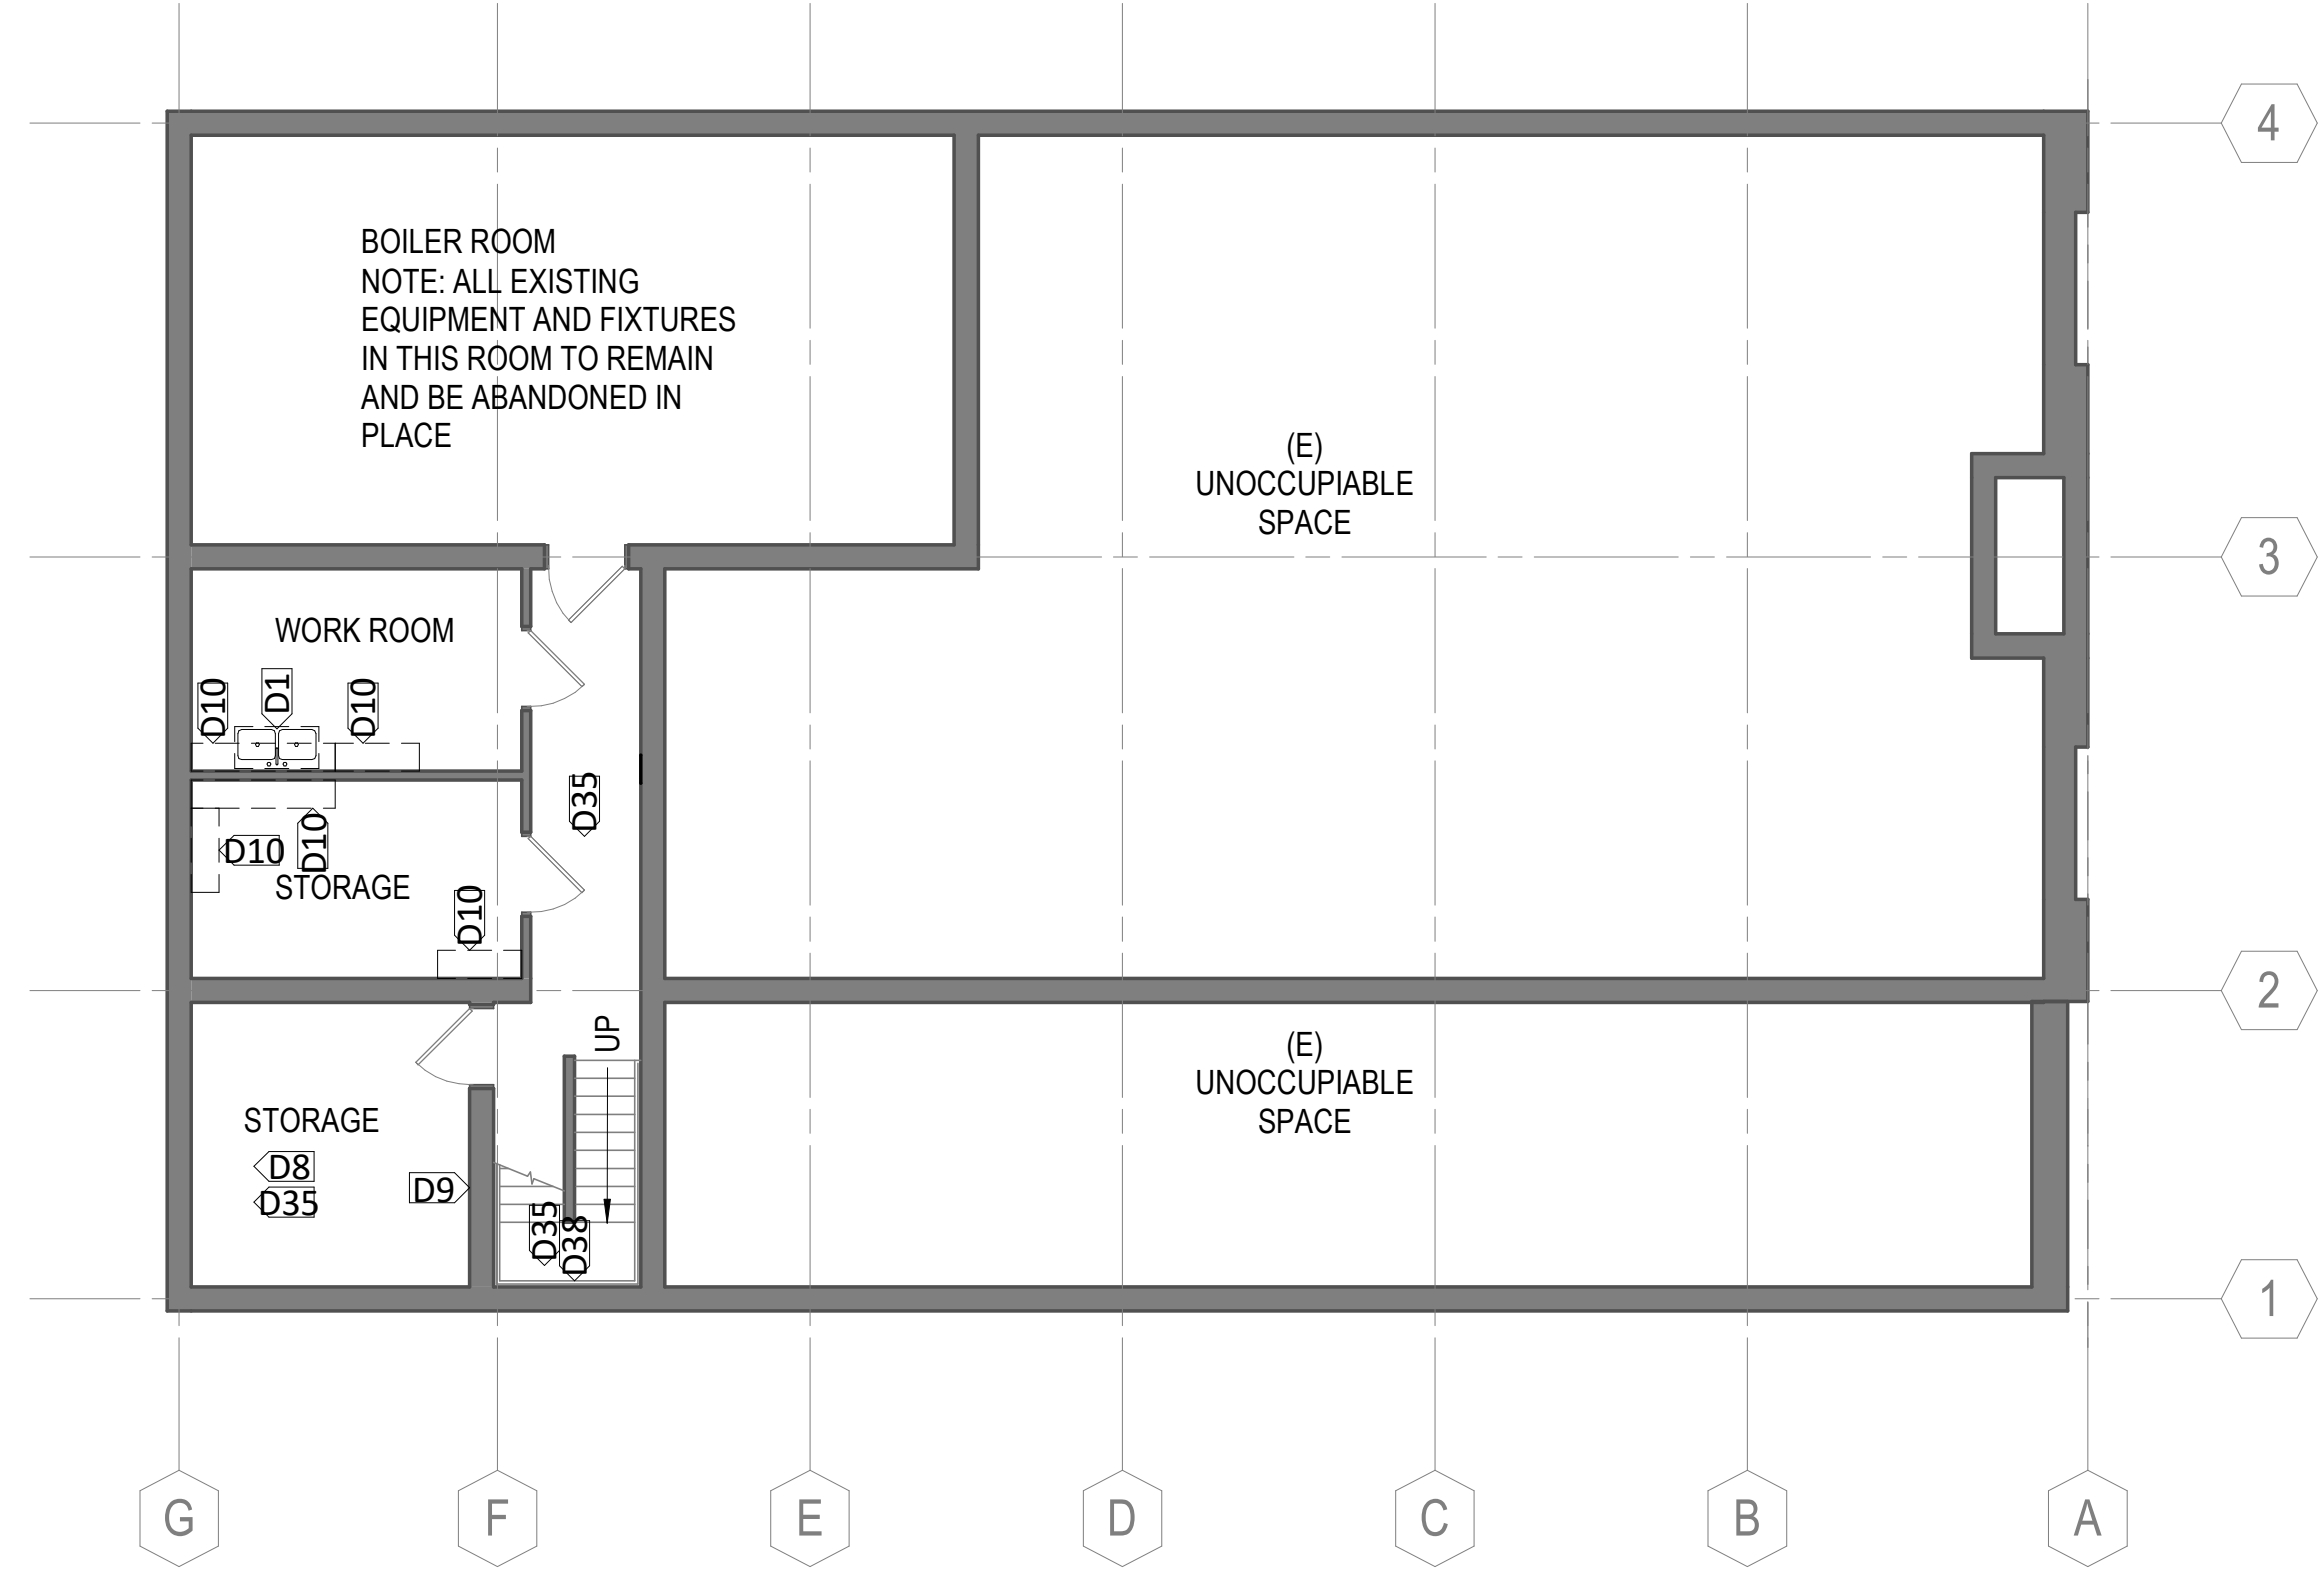 4
BOILER ROOM
NOTE: ALL EXISTING
EQUIPMENT AND FIXTURES
IN THIS ROOM TO REMAIN
AND BE ABANDONED IN
PLACE
(E)
UNOCCUPIABLE
SPACE
3
WORK ROOM
D10
D1
D10
D35
D10
D10
STORAGE
D10
2
UP
(E)
UNOCCUPIABLE
SPACE
STORAGE
D8
D9
D35
D35
D38
1
G
F
E
D
C
B
A